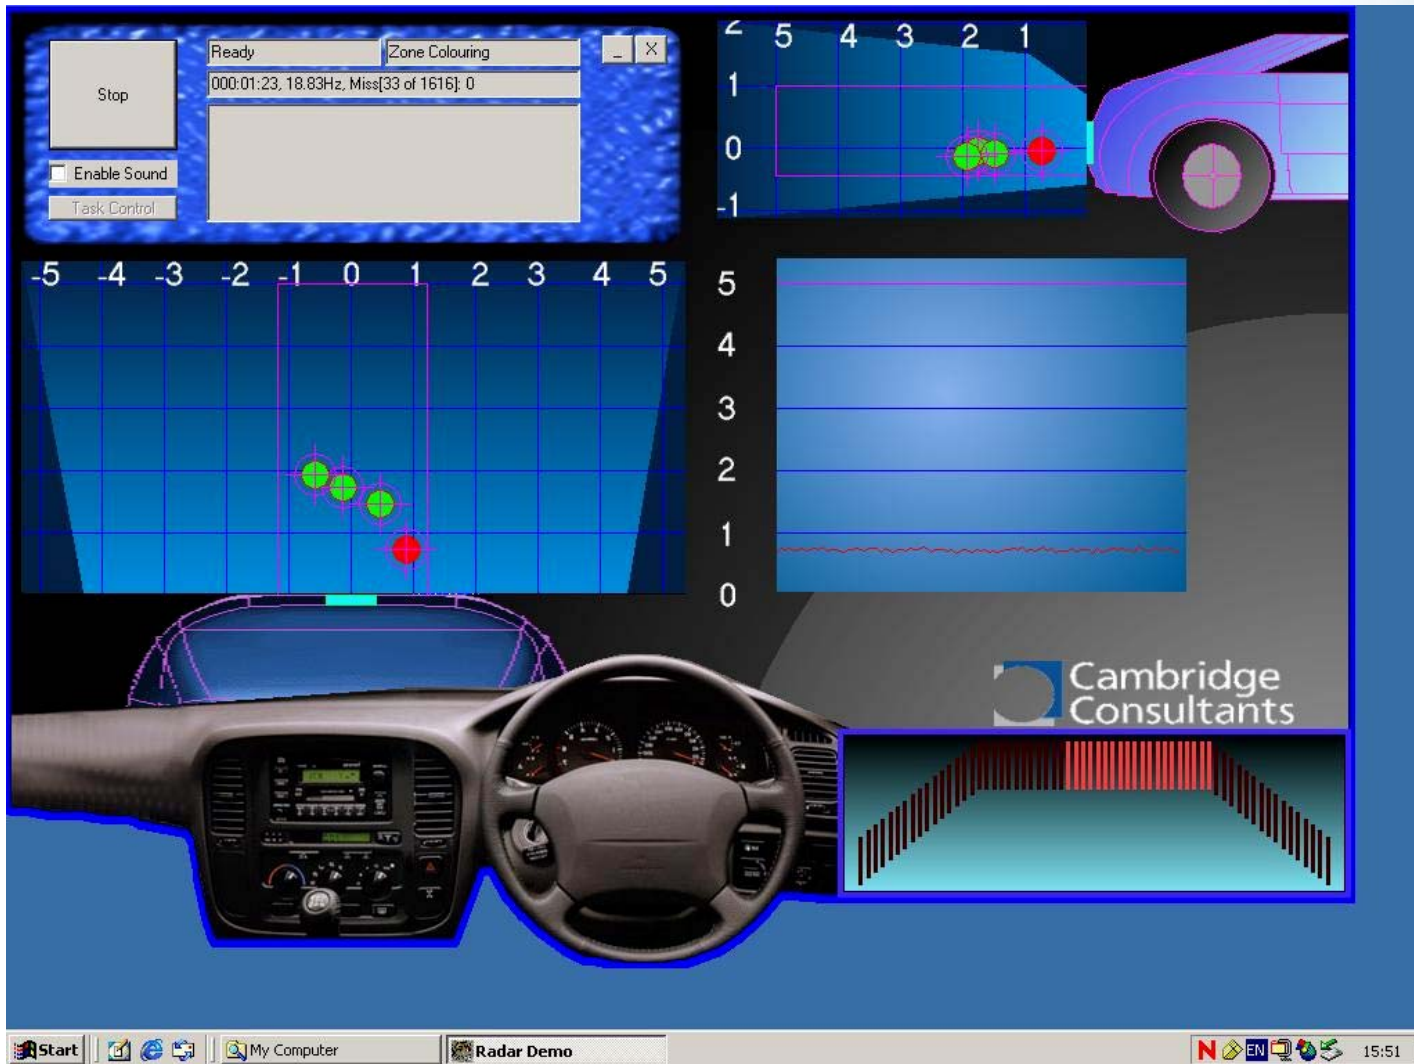 Ready
Zone Colouring
_ X
Stop
000:01:23, 18.83Hz, Miss[33 of 1616]: 0
Enable Sound
Task Control
2 5 4 3 2 1
1
0
-1
-5 -4 -3 -2 -1 0 1 2 3 4 5
5
4
3
2
1
0
Cambridge
Consultants
Start
My Computer
Radar Demo
N
EN
15:51